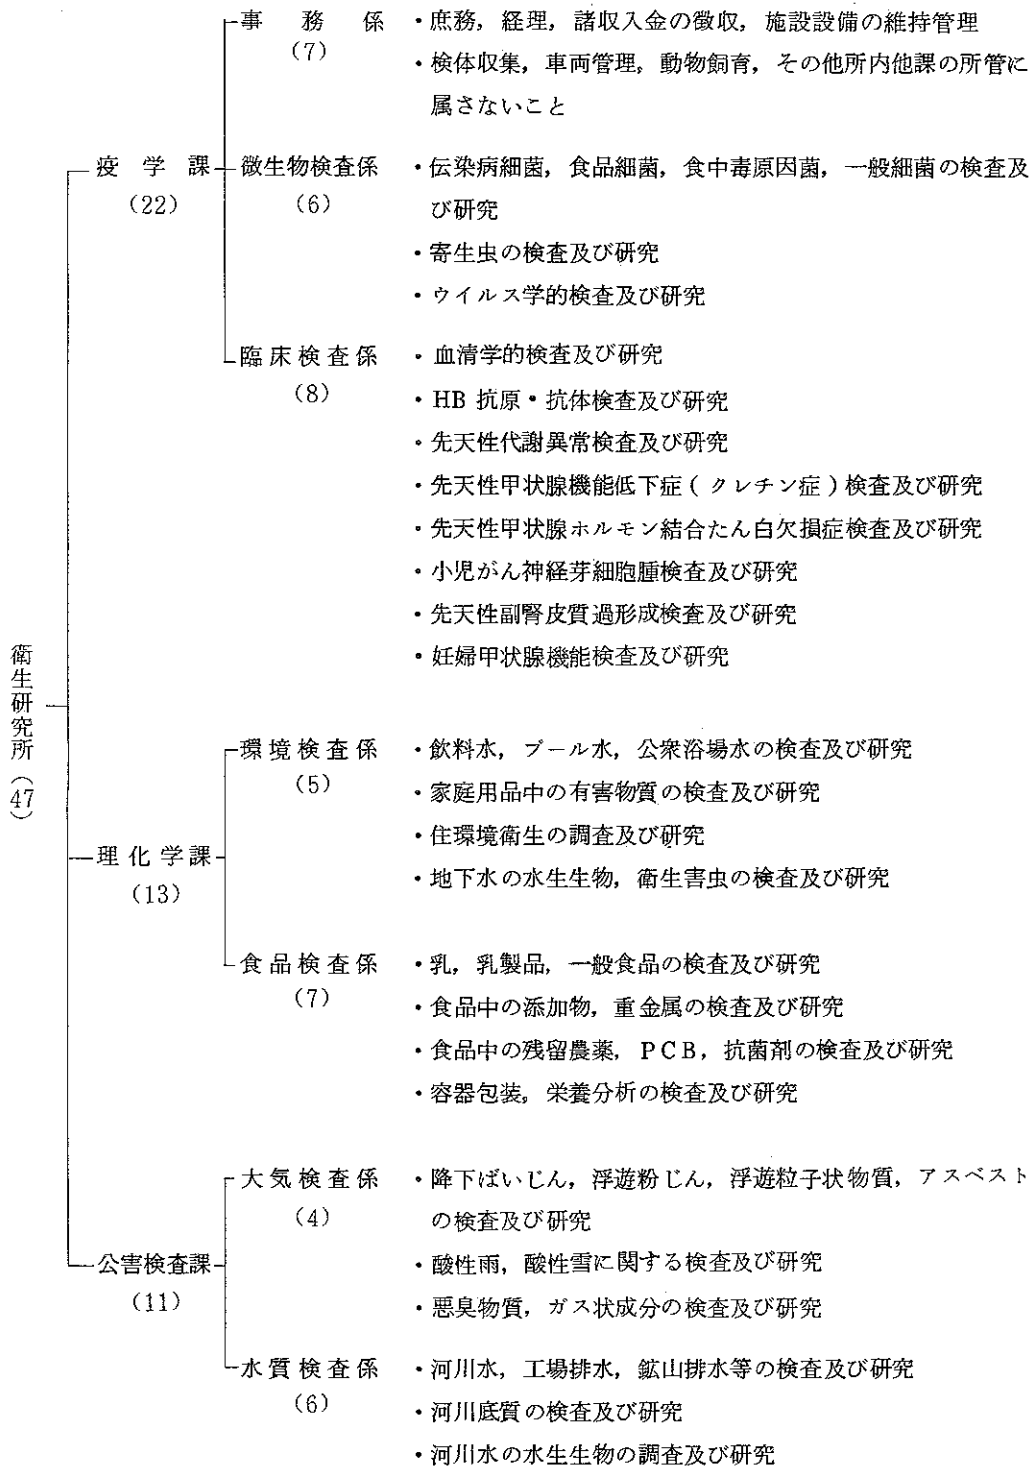 衛生研究所(47)
疫学課
(22)
事務係
(7)
・庶務,経理,諸収入金の徴収,施設設備の維持管理
・検体収集,車両管理,動物飼育,その他所内他課の所管に
属さないこと
微生物検査係
(6)
・伝染病細菌,食品細菌,食中毒原因菌,一般細菌の検査及
び研究
・寄生虫の検査及び研究
・ウイルス学的検査及び研究
臨床検査係
(8)
・血清学的検査及び研究
・HB 抗原・抗体検査及び研究
・先天性代謝異常検査及び研究
・先天性甲状腺機能低下症(クレチン症)検査及び研究
・先天性甲状腺ホルモン結合たん白欠損症検査及び研究
・小児がん神経芽細胞腫検査及び研究
・先天性副腎皮質過形成検査及び研究
・妊婦甲状腺機能検査及び研究
理化学課
(13)
環境検査係
(5)
・飲料水,プール水,公衆浴場水の検査及び研究
・家庭用品中の有害物質の検査及び研究
・住環境衛生の調査及び研究
・地下水の水生生物,衛生害虫の検査及び研究
食品検査係
(7)
・乳,乳製品,一般食品の検査及び研究
・食品中の添加物,重金属の検査及び研究
・食品中の残留農薬,PCB,抗菌剤の検査及び研究
・容器包装,栄養分析の検査及び研究
公害検査課
(11)
大気検査係
(4)
・降下ばいじん,浮遊粉じん,浮遊粒子状物質,アスベスト
の検査及び研究
・酸性雨,酸性雪に関する検査及び研究
・悪臭物質,ガス状成分の検査及び研究
水質検査係
(6)
・河川水,工場排水,鉱山排水等の検査及び研究
・河川底質の検査及び研究
・河川水の水生生物の調査及び研究